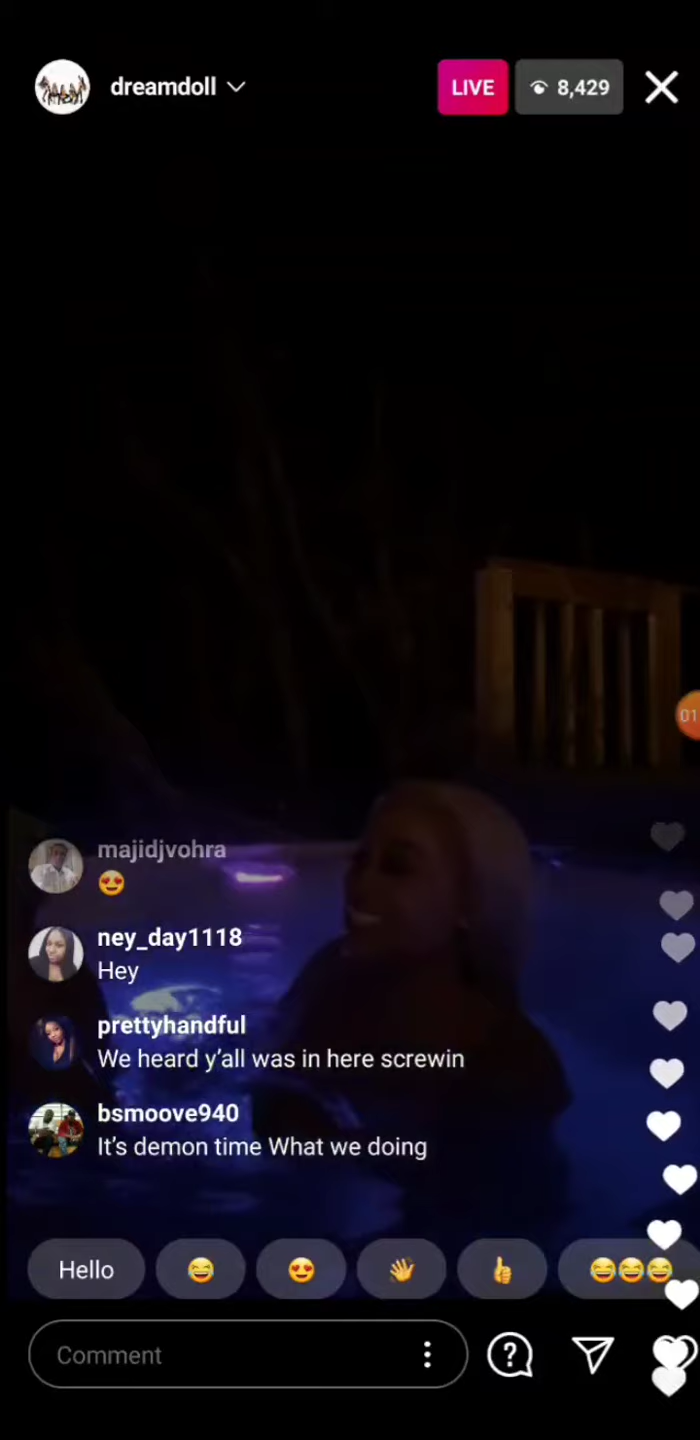 dreamdoll
LIVE
8,429
01
majidjvohra
😍
ney_day1118
Hey
prettyhandful
We heard y’all was in here screwin
bsmoove940
It’s demon time What we doing
Hello 😂 😍 👋 👍 😂😂😂
Comment